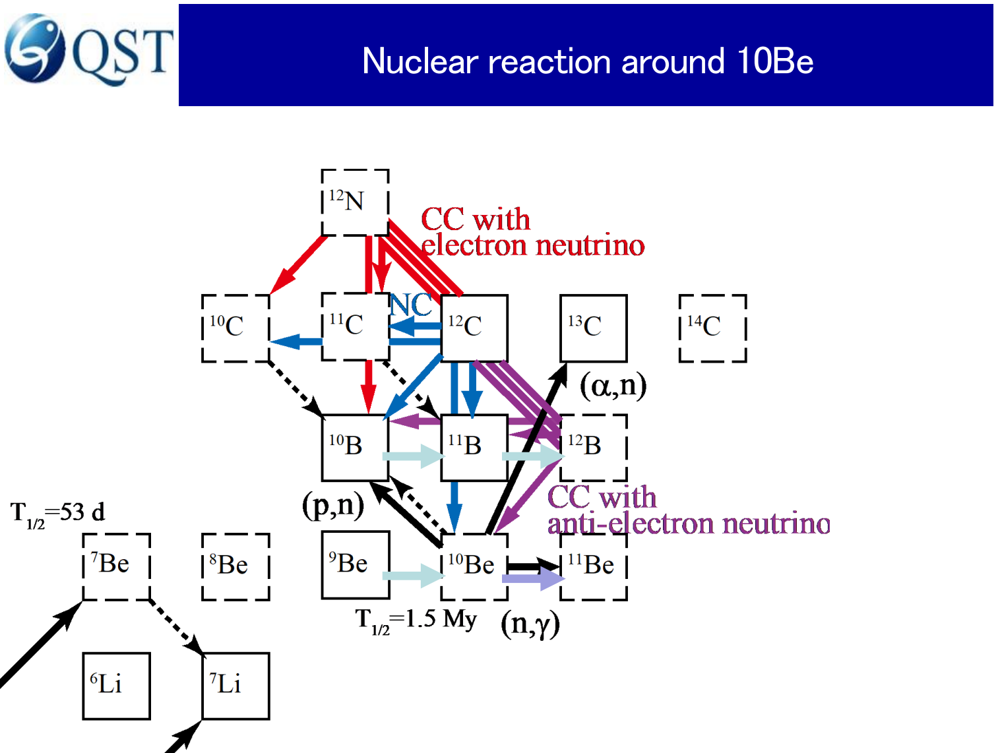 QST
Nuclear reaction around 10Be
¹²N
CC with
electron neutrino
¹⁰C
¹¹C
NC
¹²C
¹³C
¹⁴C
(α,n)
¹⁰B
¹¹B
¹²B
(p,n)
CC with
anti-electron neutrino
T₁/₂=53 d
⁷Be
⁸Be
⁹Be
¹⁰Be
¹¹Be
T₁/₂=1.5 My
(n,γ)
⁶Li
⁷Li